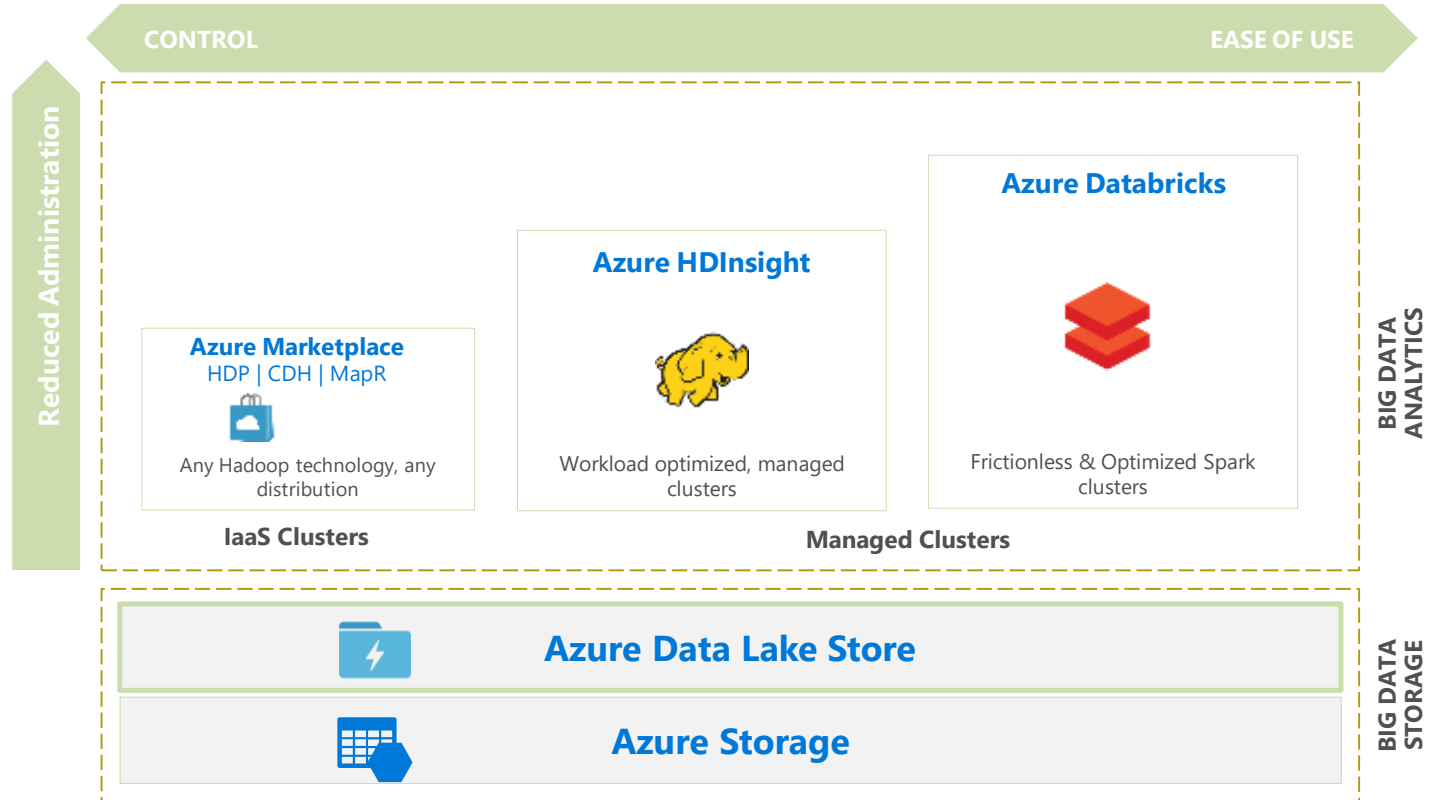 CONTROL
EASE OF USE
Reduced Administration
Azure Databricks
Azure HDInsight
Azure Marketplace
HDP | CDH | MapR
Any Hadoop technology, any
distribution
Workload optimized, managed
clusters
Frictionless & Optimized Spark
clusters
IaaS Clusters
Managed Clusters
BIG DATA
ANALYTICS
Azure Data Lake Store
Azure Storage
BIG DATA
STORAGE